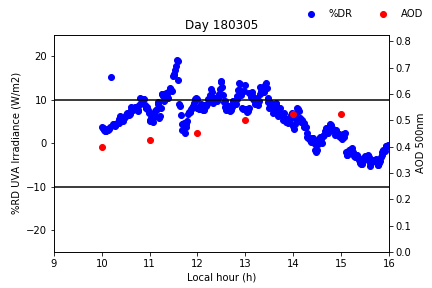 %DR AOD
Day 180305
%RD UVA Irradiance (W/m2)
20
10
0
−10
−20
0.8
0.7
0.6
0.5
0.4
0.3
0.2
0.1
0.0
AOD 500nm
9 10 11 12 13 14 15 16
Local hour (h)